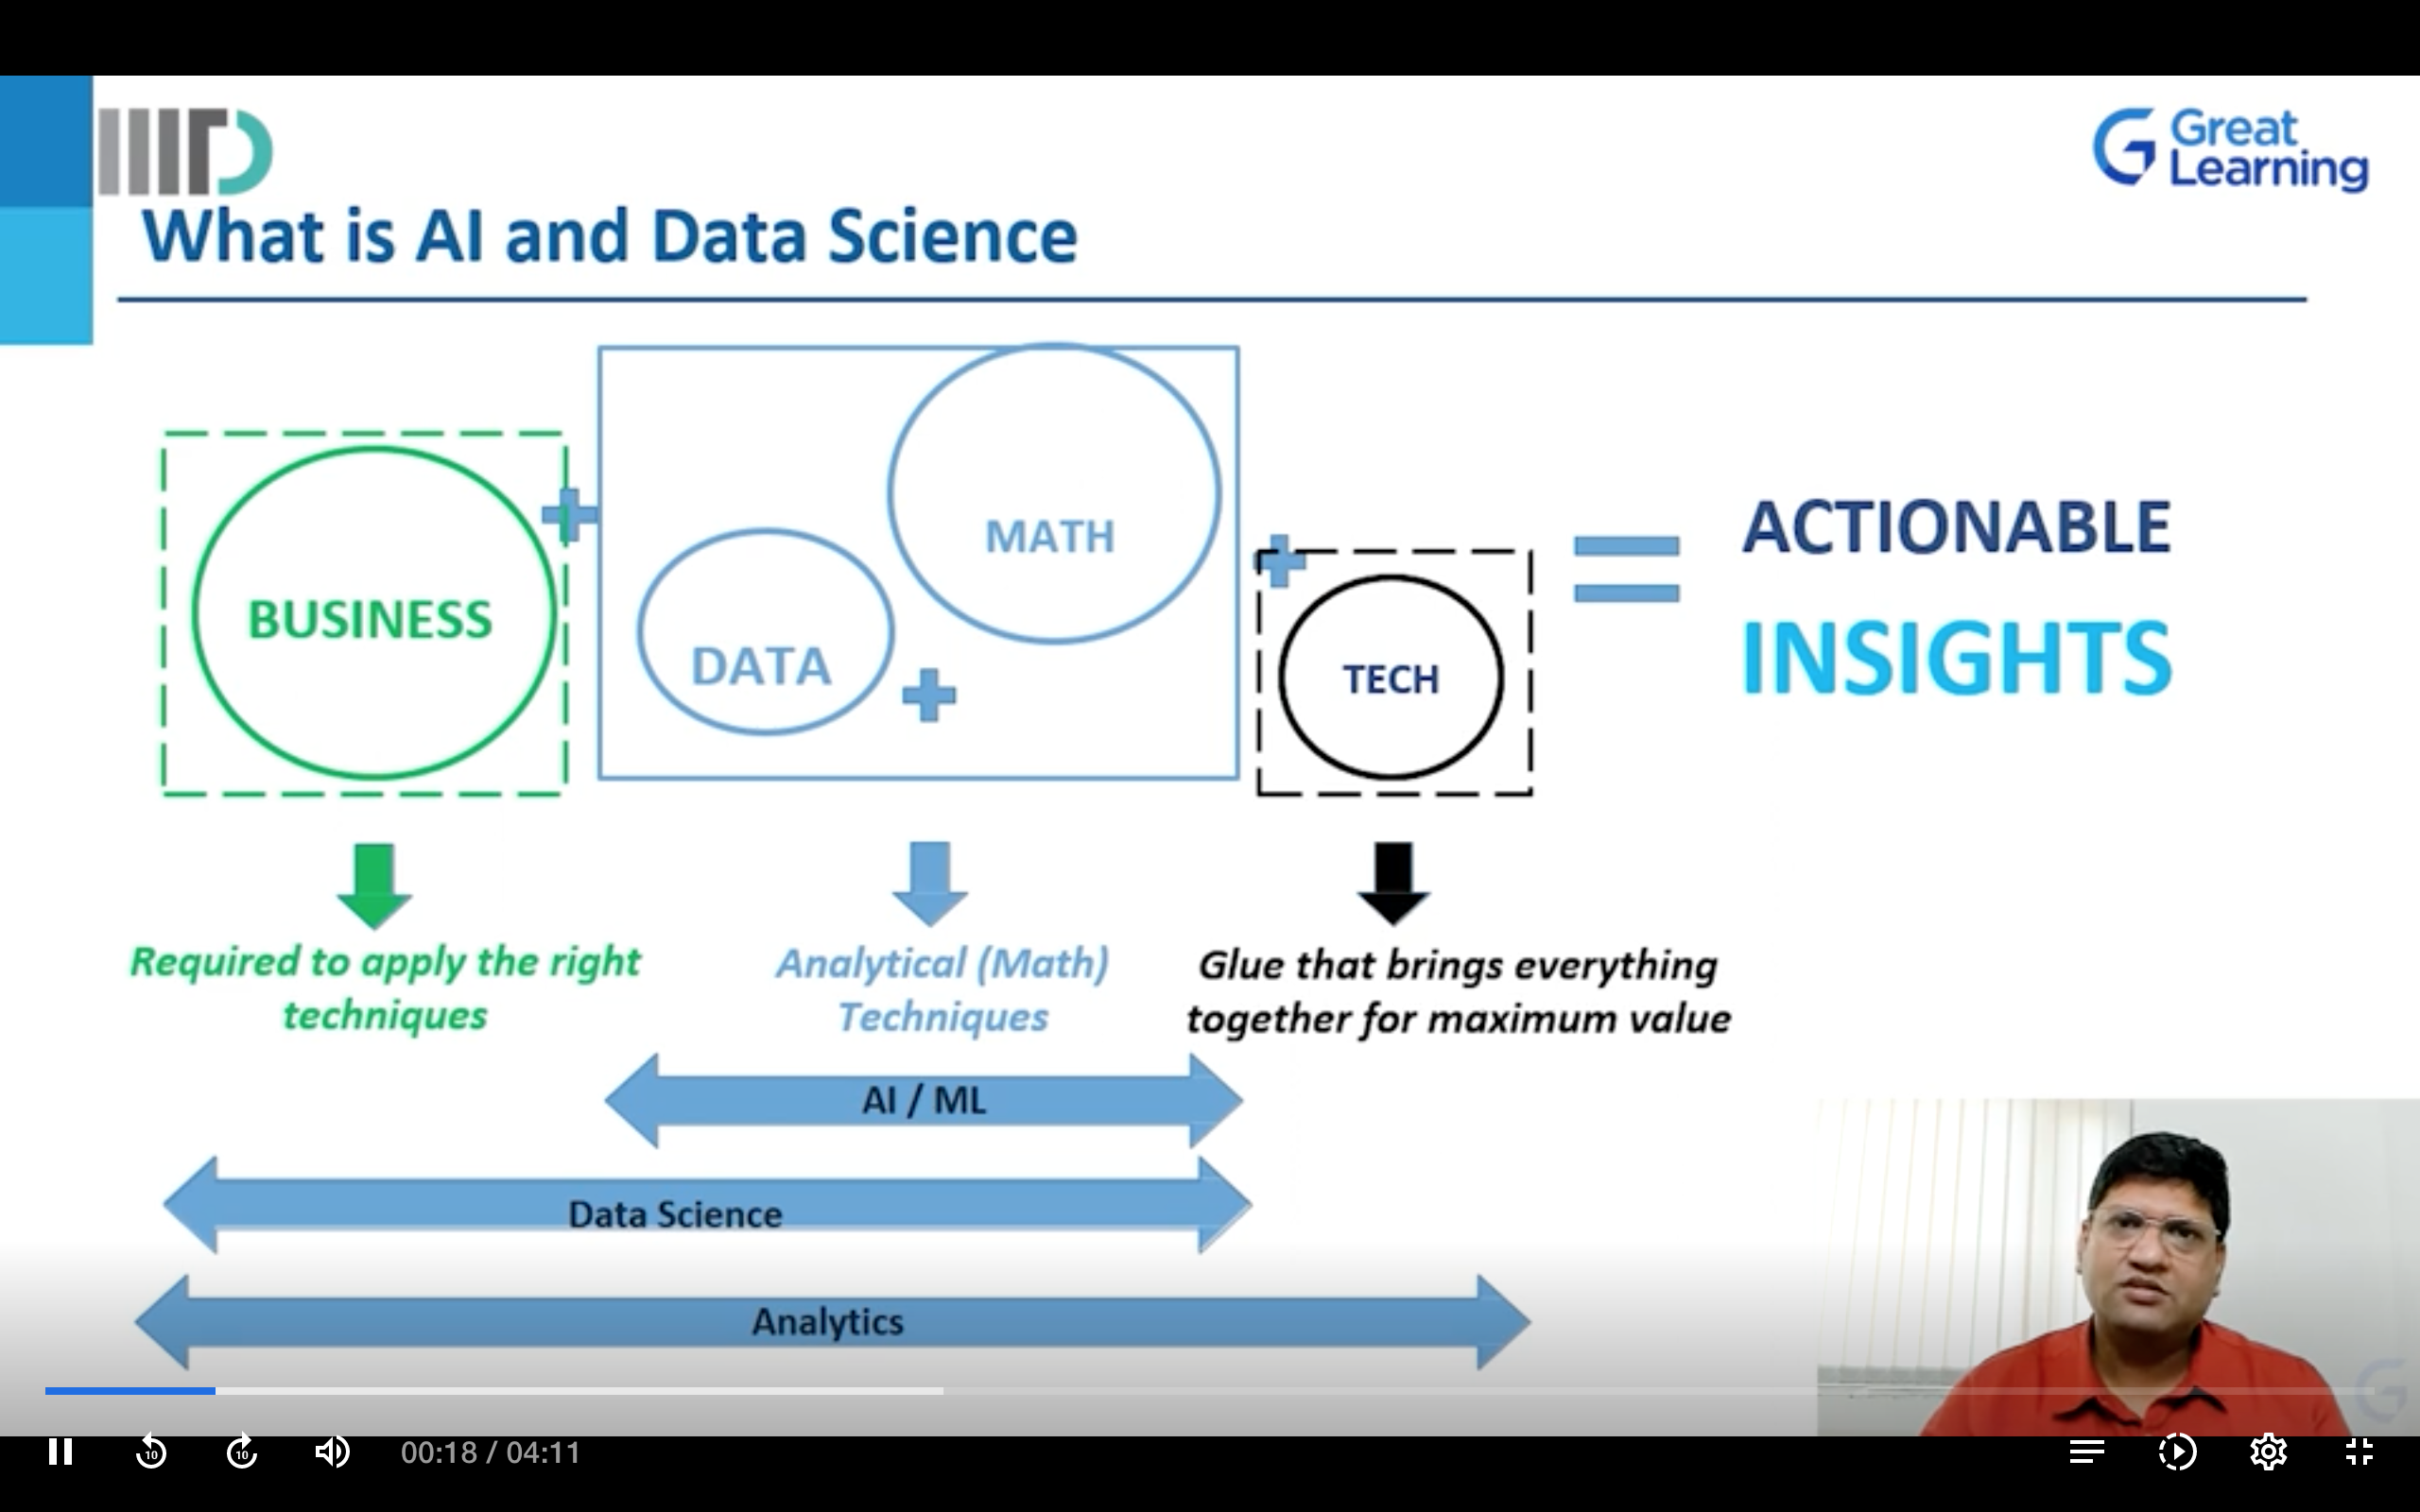 IIITD
Great
Learning
What is AI and Data Science
BUSINESS
DATA
MATH
TECH
ACTIONABLE
INSIGHTS
Required to apply the right
techniques
Analytical (Math)
Techniques
Glue that brings everything
together for maximum value
AI / ML
Data Science
Analytics
10
10
00:18 / 04:11